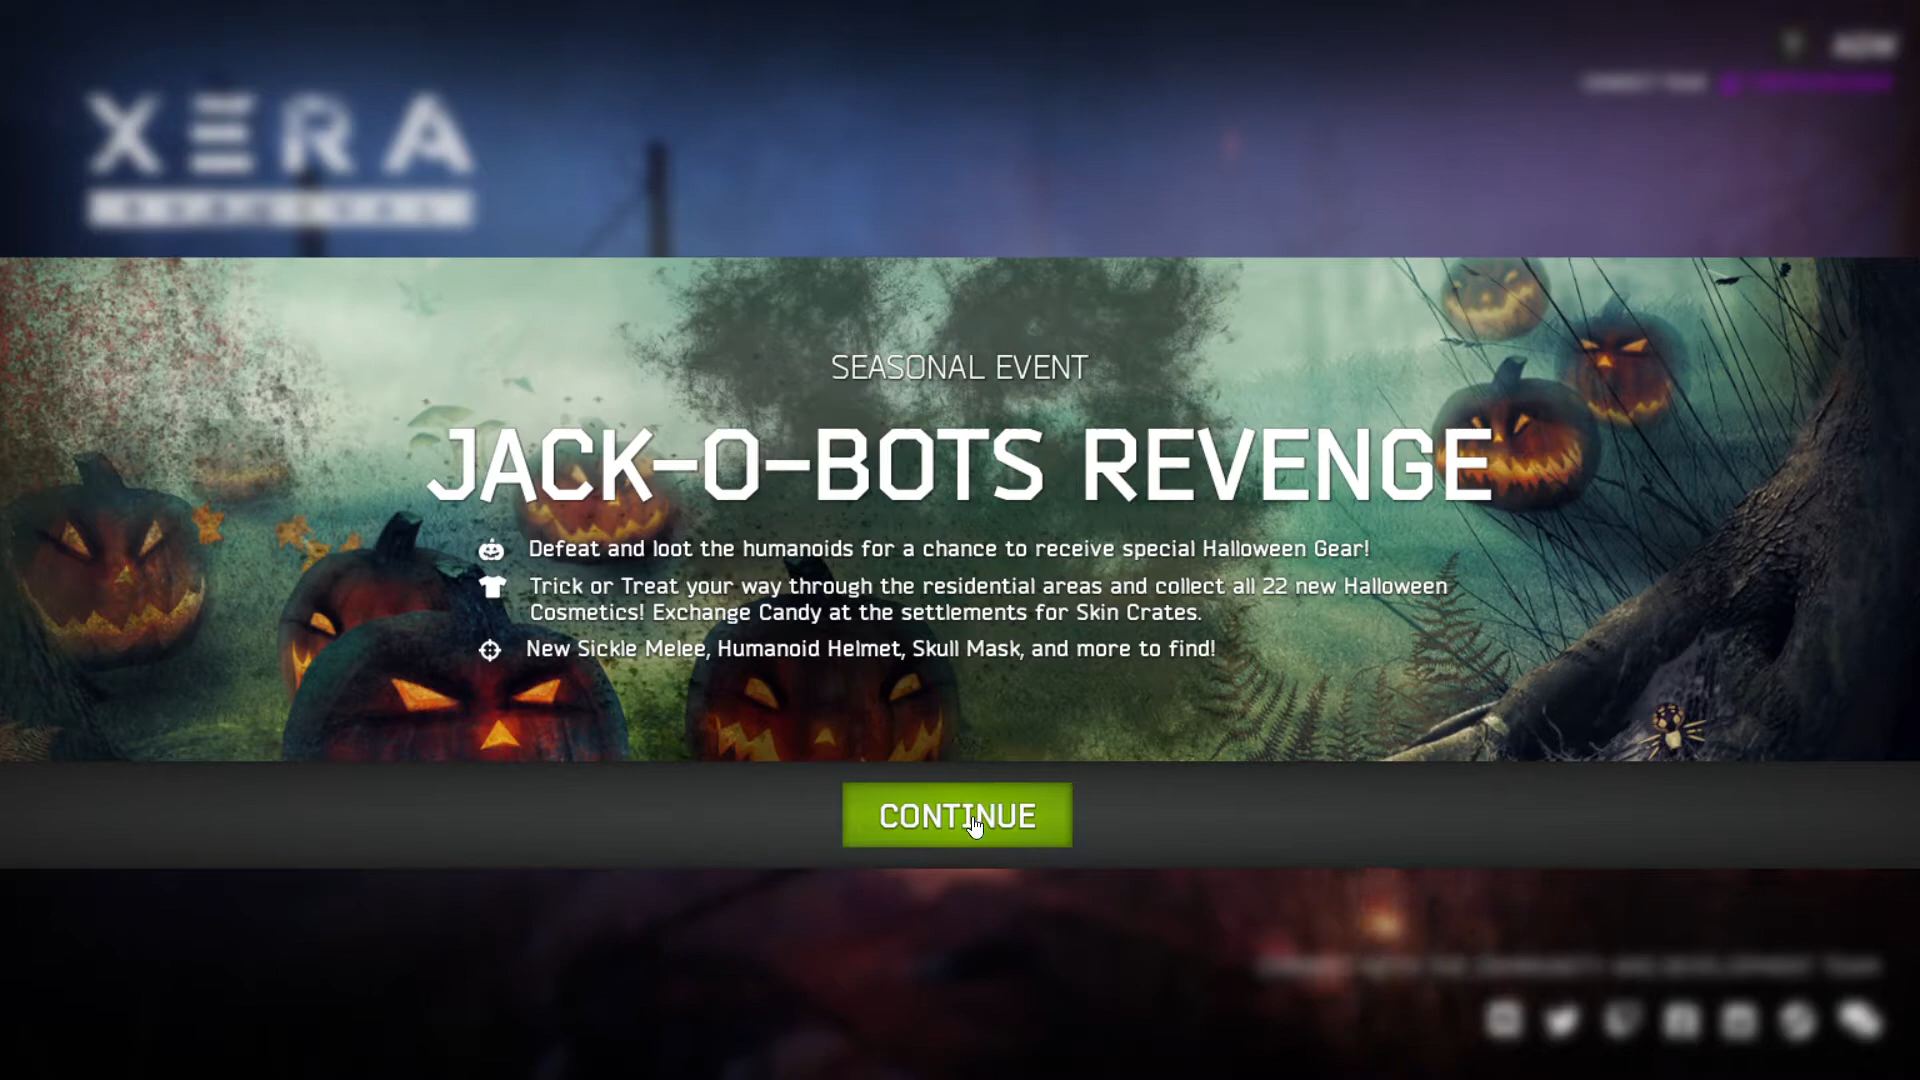 XERA
SURVIVAL
SEASONAL EVENT
JACK-O-BOTS REVENGE
Defeat and loot the humanoids for a chance to receive special Halloween Gear!
Trick or Treat your way through the residential areas and collect all 22 new Halloween
Cosmetics! Exchange Candy at the settlements for Skin Crates.
New Sickle Melee, Humanoid Helmet, Skull Mask, and more to find!
CONTINUE